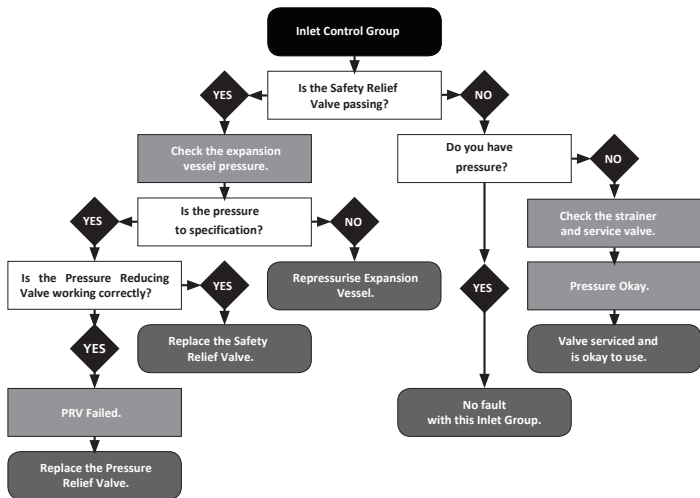 Inlet Control Group
Is the Safety Relief
Valve passing?
YES
NO
Check the expansion
vessel pressure.
Do you have
pressure?
NO
YES
Is the pressure
to specification?
NO
Check the strainer
and service valve.
Is the Pressure Reducing
Valve working correctly?
YES
Repressurise Expansion
Vessel.
YES
Pressure Okay.
YES
Replace the Safety
Relief Valve.
Valve serviced and
is okay to use.
PRV Failed.
No fault
with this Inlet Group.
Replace the Pressure
Relief Valve.